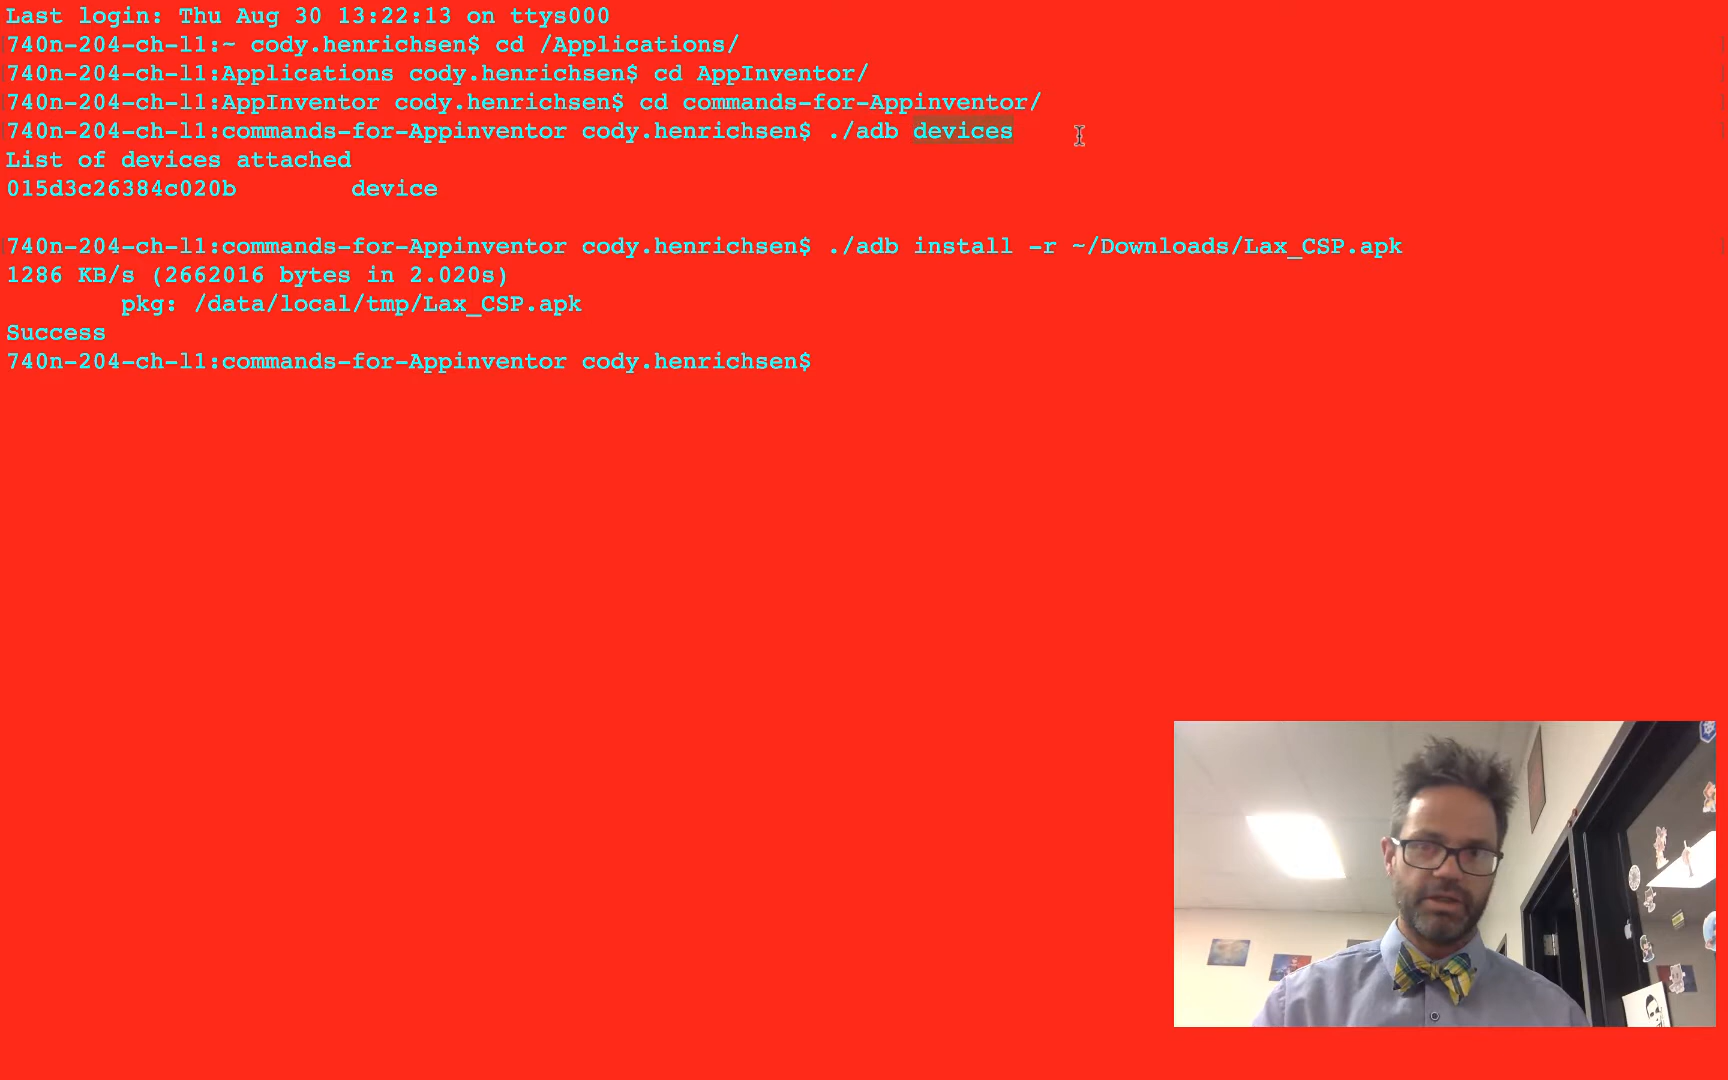 Last login: Thu Aug 30 13:22:13 on ttys000
740n-204-ch-l1:~ cody.henrichsen$ cd /Applications/
740n-204-ch-l1:Applications cody.henrichsen$ cd AppInventor/
740n-204-ch-l1:AppInventor cody.henrichsen$ cd commands-for-Appinventor/
740n-204-ch-l1:commands-for-Appinventor cody.henrichsen$ ./adb devices
List of devices attached
015d3c26384c020b        device
740n-204-ch-l1:commands-for-Appinventor cody.henrichsen$ ./adb install -r ~/Downloads/Lax_CSP.apk
1286 KB/s (2662016 bytes in 2.020s)
        pkg: /data/local/tmp/Lax_CSP.apk
Success
740n-204-ch-l1:commands-for-Appinventor cody.henrichsen$